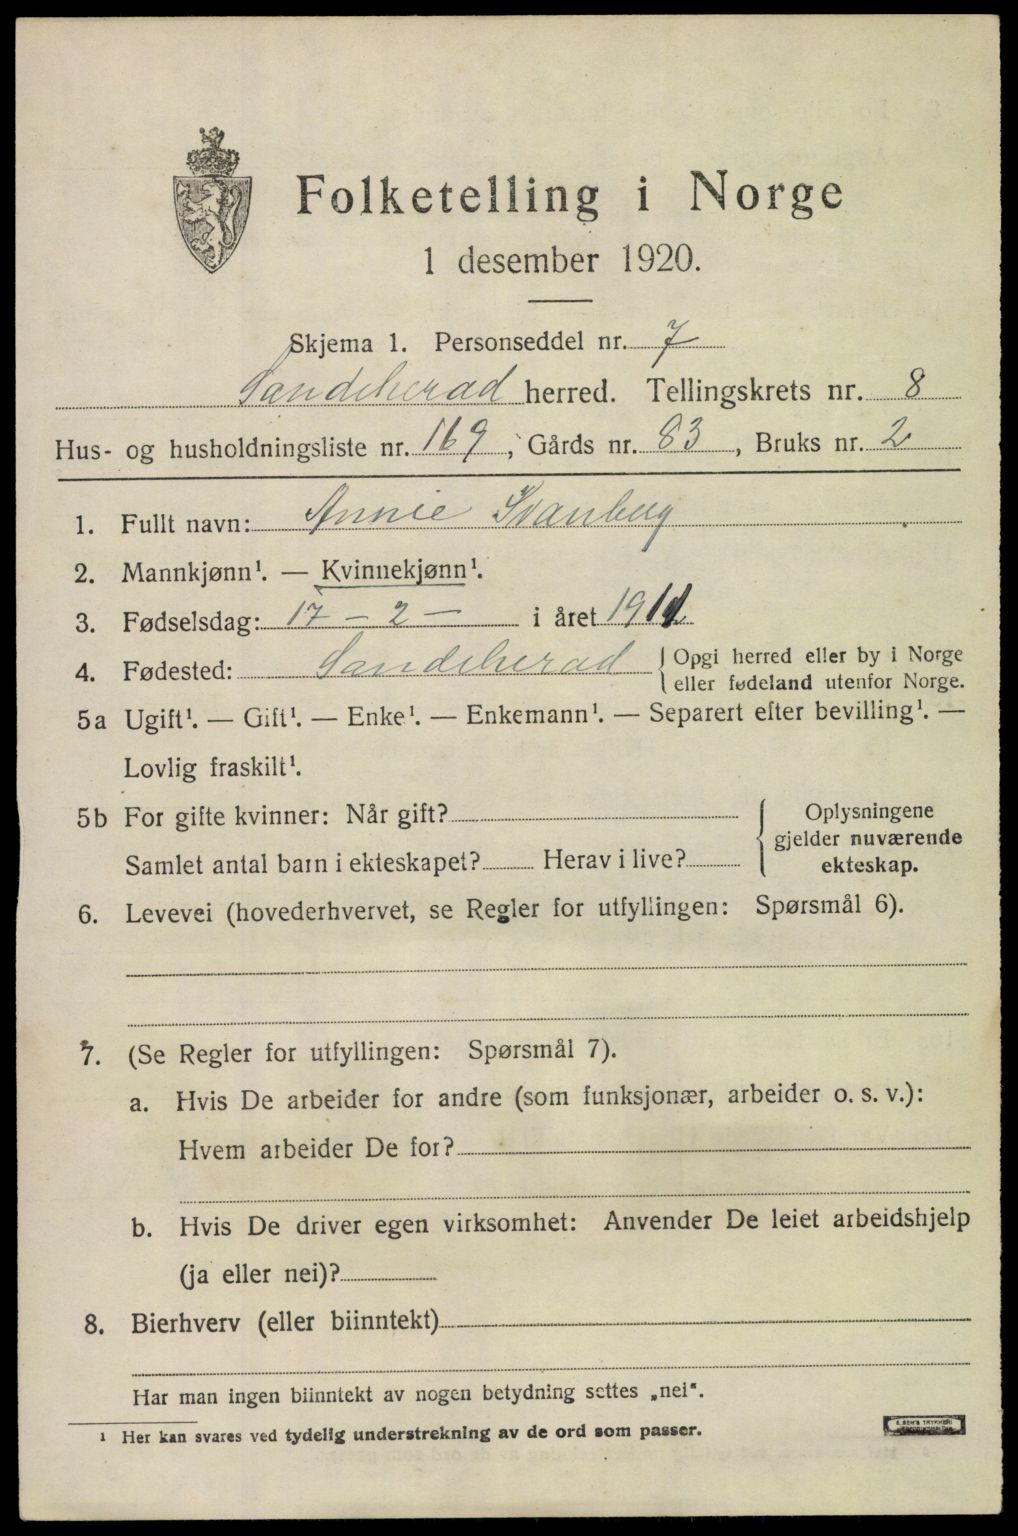 Folketelling i Norge
1 desember 1920.
Skjema 1. Personseddel nr. 7
Sandeherad herred. Tellingskrets nr. 8
Hus- og husholdningsliste nr. 169, Gårds nr. 83, Bruks nr. 2
1. Fullt navn: Annie Svanberg
2. Mannkjønn¹. — Kvinnekjønn¹.
3. Fødselsdag: 17 – 2 – i året 1911
4. Fødested: Sandeherad { Opgi herred eller by i Norge
eller fødeland utenfor Norge.
5a Ugift¹. — Gift¹. — Enke¹. — Enkemann¹. — Separert efter bevilling¹. —
Lovlig fraskilt¹.
5b For gifte kvinner: Når gift? { Oplysningene
gjelder nuværende
Samlet antal barn i ekteskapet? Herav i live? ekteskap.
6. Levevei (hovederhvervet, se Regler for utfyllingen: Spørsmål 6).
7. (Se Regler for utfyllingen: Spørsmål 7).
a. Hvis De arbeider for andre (som funksjonær, arbeider o. s. v.):
Hvem arbeider De for?
b. Hvis De driver egen virksomhet: Anvender De leiet arbeidshjelp
(ja eller nei)?
8. Bierhverv (eller biinntekt)
Har man ingen biinntekt av nogen betydning settes „nei“.
¹ Her kan svares ved tydelig understrekning av de ord som passer.